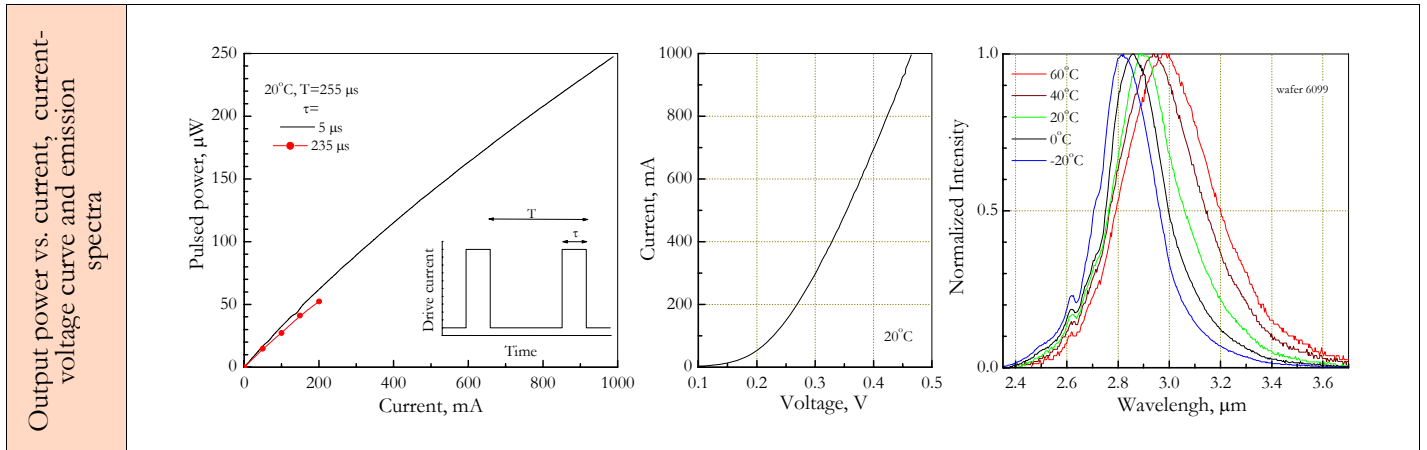 Output power vs. current,  current-
voltage curve and emission
spectra
250
200
150
100
50
0
Pulsed power, µW
20°C, T=255 µs
τ=
5 µs
235 µs
T
τ
Drive current
Time
0
200
400
600
800
1000
Current, mA
1000
800
600
400
200
0
Current, mA
20°C
0.1
0.2
0.3
0.4
0.5
Voltage, V
1.0
0.5
0.0
Normalized Intensity
60°C
40°C
20°C
0°C
-20°C
wafer 6099
2.4
2.6
2.8
3.0
3.2
3.4
3.6
Wavelengh, µm